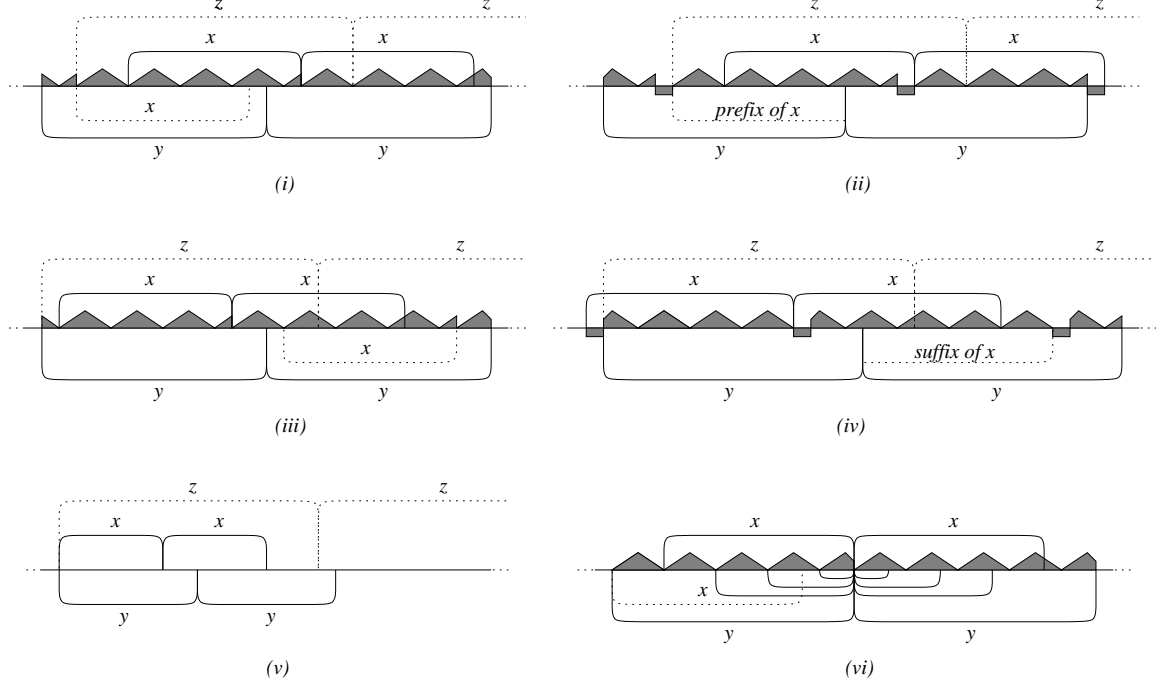 z z z z
x x x x
x prefix of x
y y y y
(i) (ii)
z z z z
x x x x
x suffix of x
y y y y
(iii) (iv)
z z
x x x x
x
y y y y
(v) (vi)